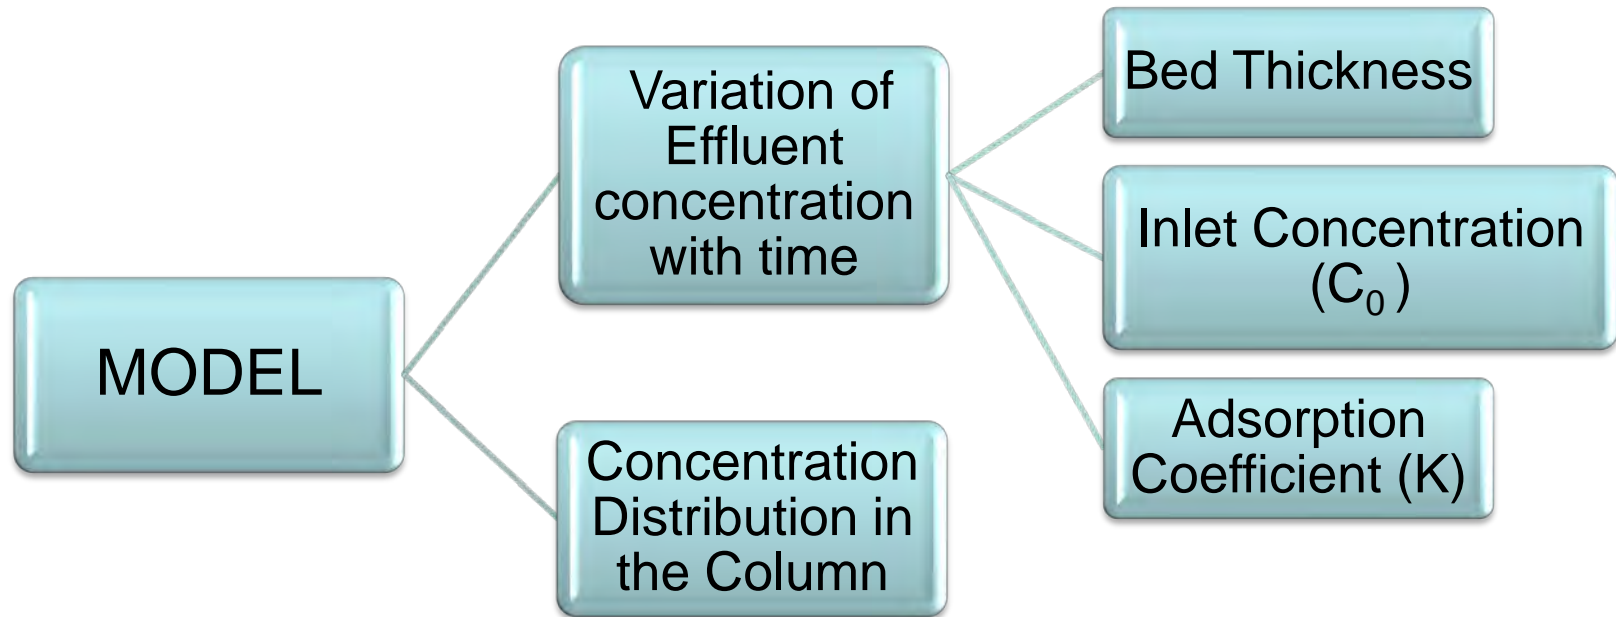 MODEL
Variation of
Effluent
concentration
with time
Concentration
Distribution in
the Column
Bed Thickness
Inlet Concentration
(C₀ )
Adsorption
Coefficient (K)